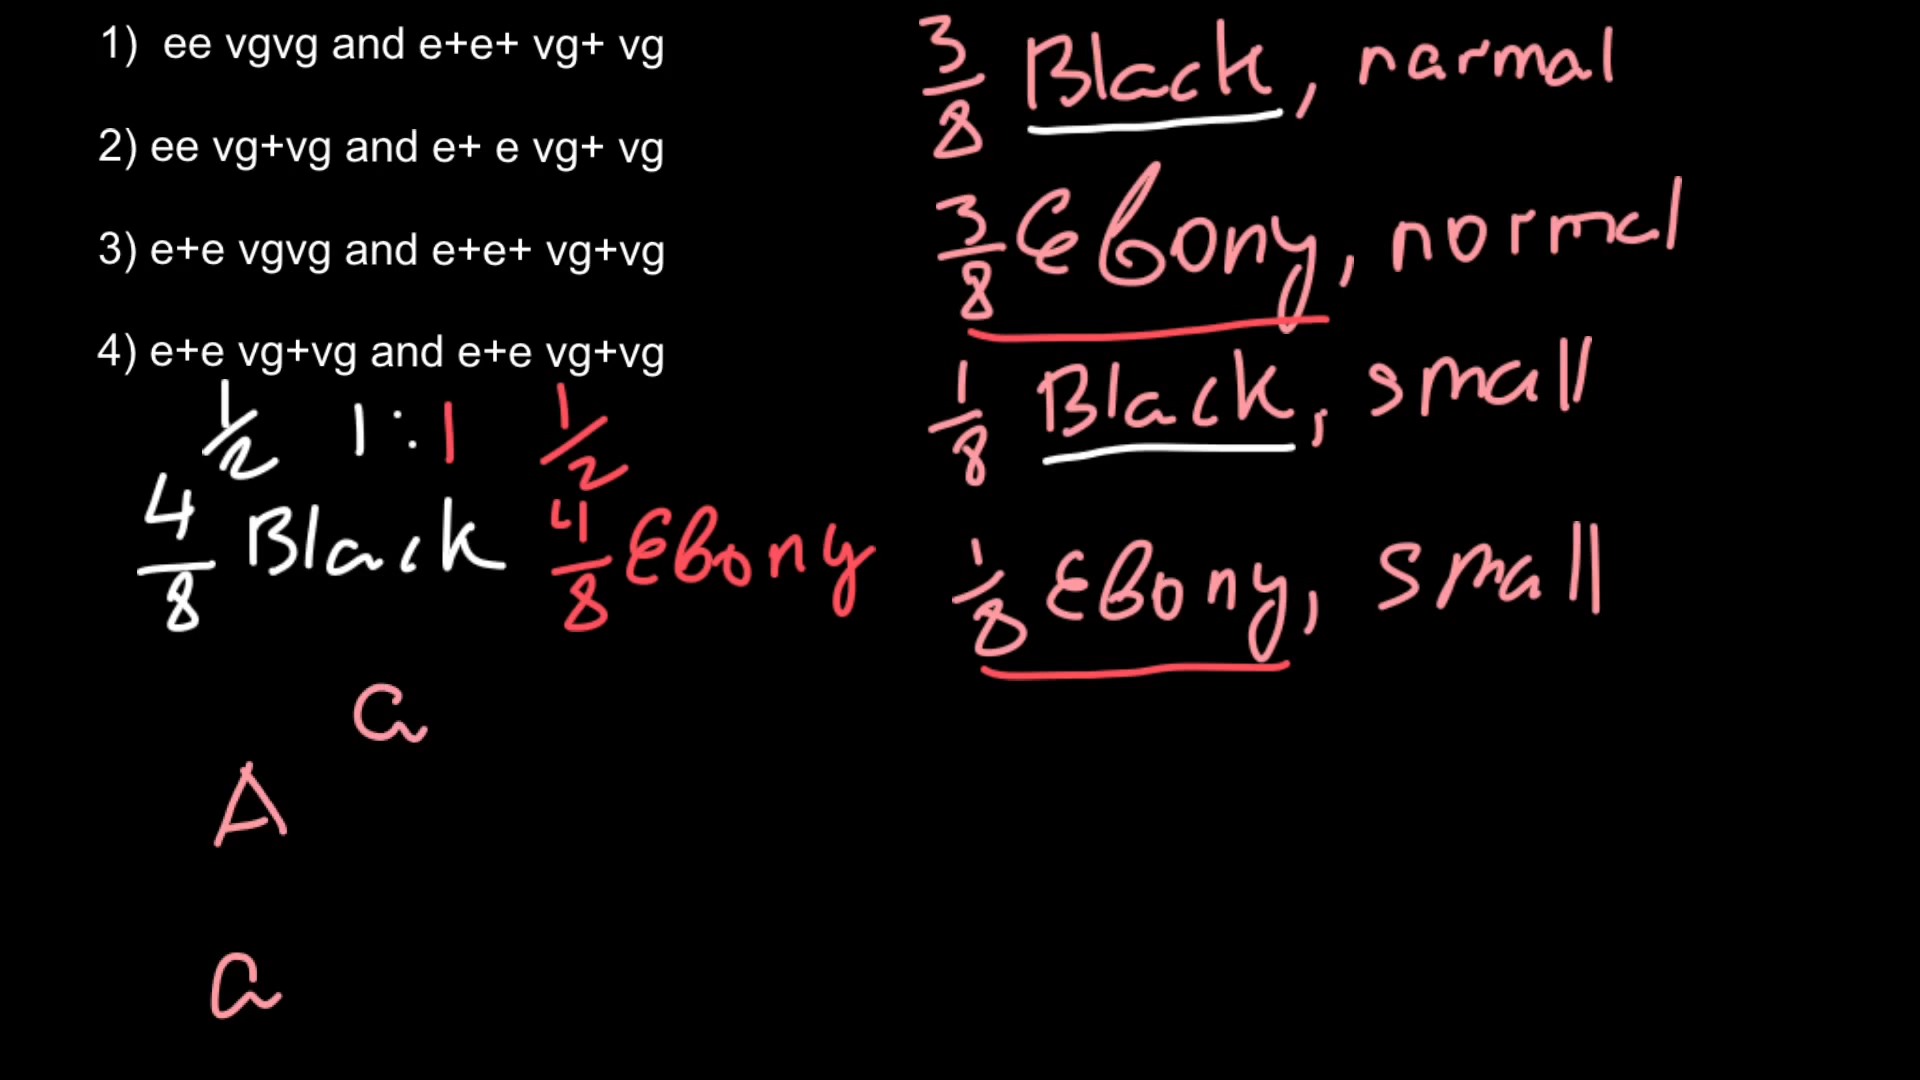 1) ee vgvg and e+e+ vg+ vg
2) ee vg+vg and e+ e vg+ vg
3) e+e vgvg and e+e+ vg+vg
4) e+e vg+vg and e+e vg+vg
1/2 1:1 1/2
4/8 Black 4/8 Ebony
a
A
a
3/8 Black, narmal
3/8 Ebony, normal
1/8 Black, small
1/8 Ebony, small